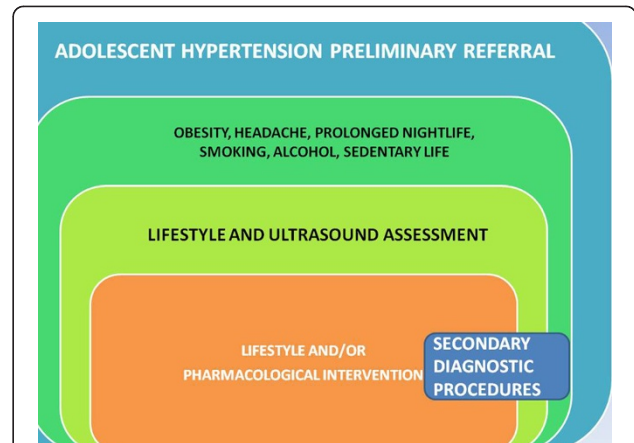 ADOLESCENT HYPERTENSION PRELIMINARY REFERRAL
OBESITY, HEADACHE, PROLONGED NIGHTLIFE,
SMOKING, ALCOHOL, SEDENTARY LIFE
LIFESTYLE AND ULTRASOUND ASSESSMENT
LIFESTYLE AND/OR
PHARMACOLOGICAL INTERVENTION
SECONDARY
DIAGNOSTIC
PROCEDURES